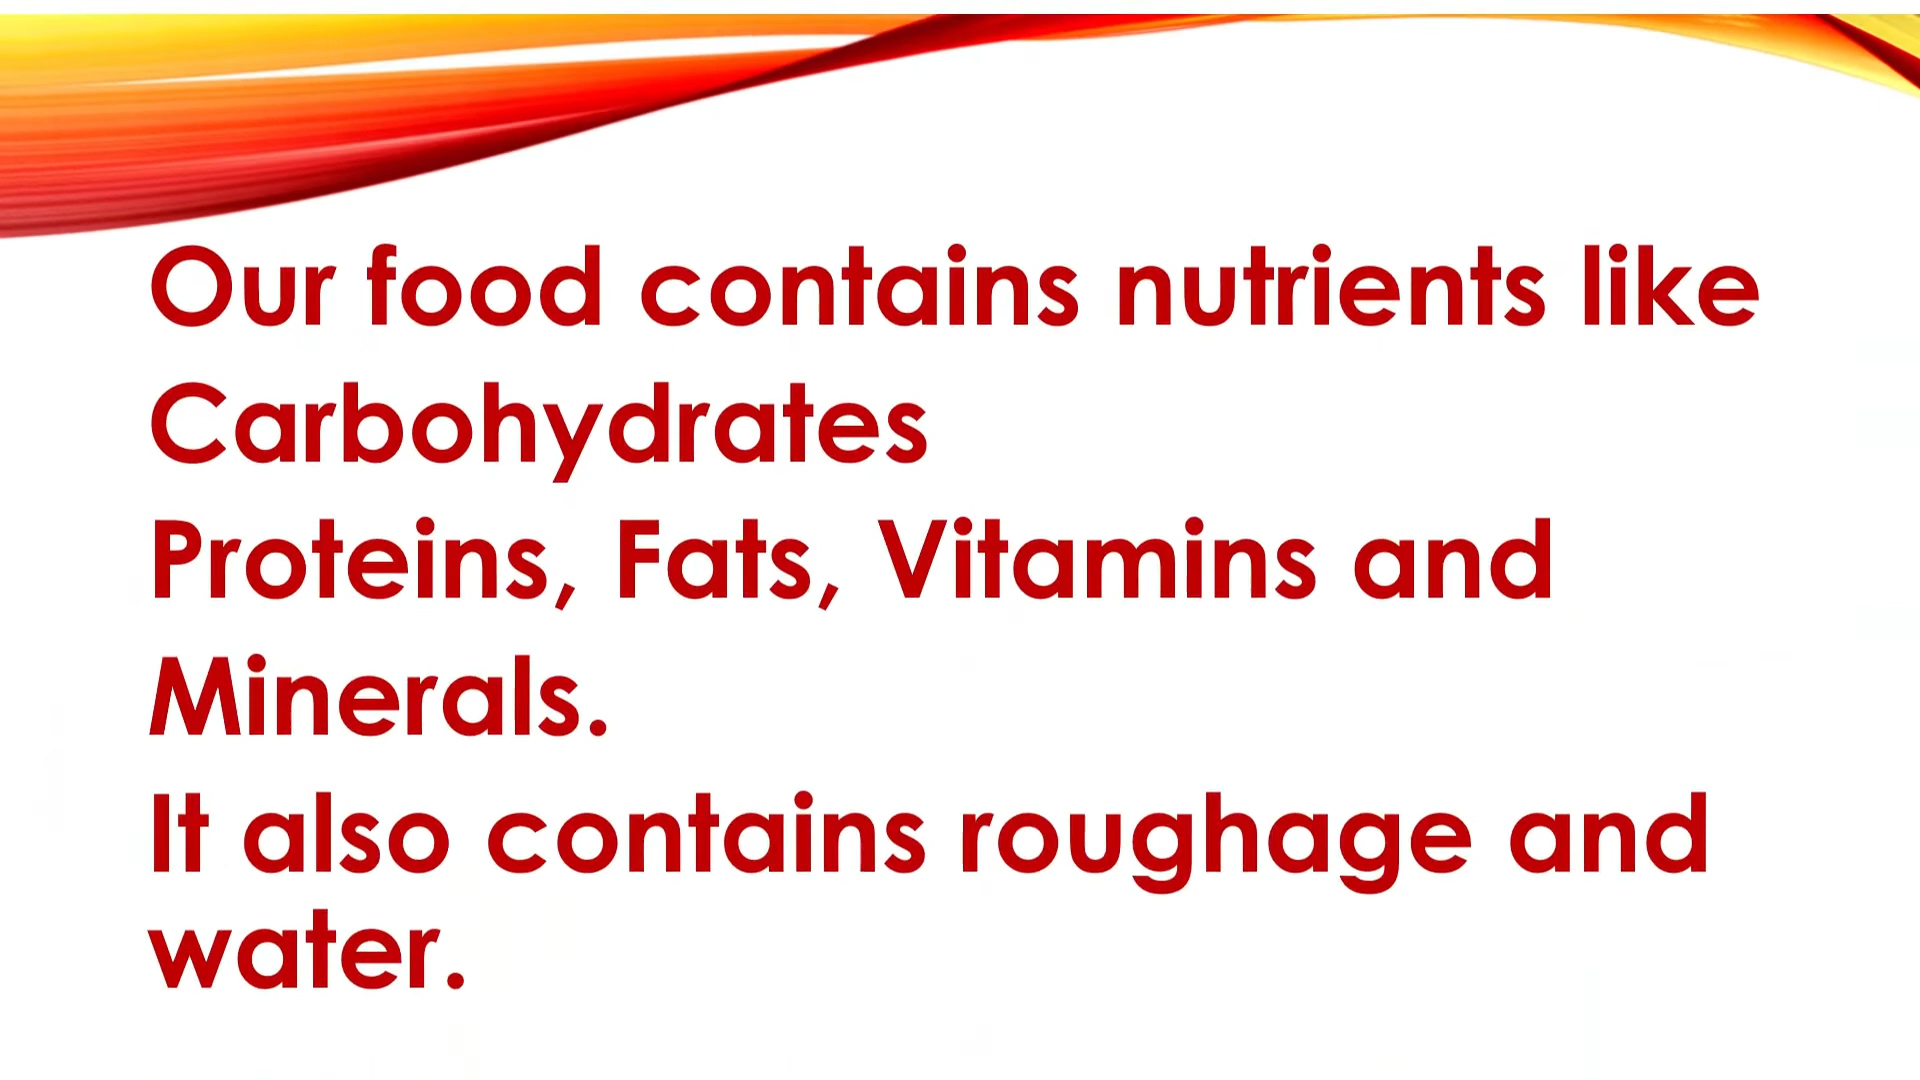 Our food contains nutrients like
Carbohydrates
Proteins, Fats, Vitamins and
Minerals.
It also contains roughage and
water.